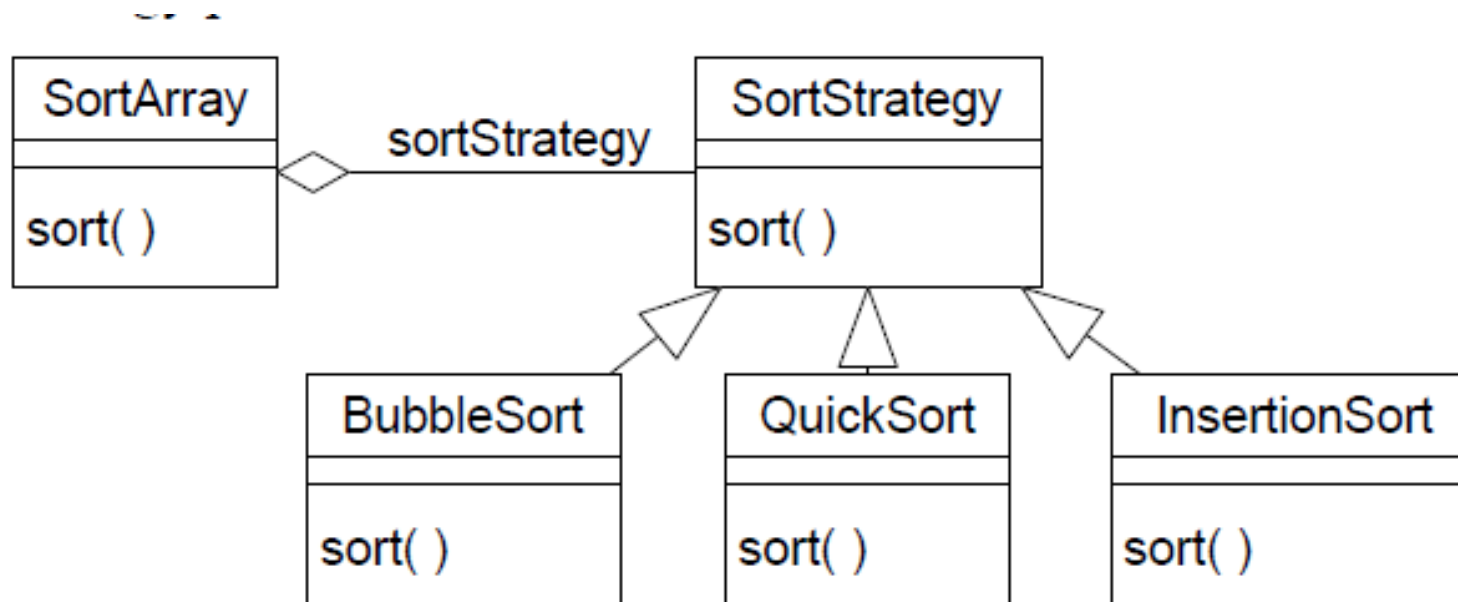 SortArray
SortStrategy
sortStrategy
sort( )
sort( )
BubbleSort
QuickSort
InsertionSort
sort( )
sort( )
sort( )